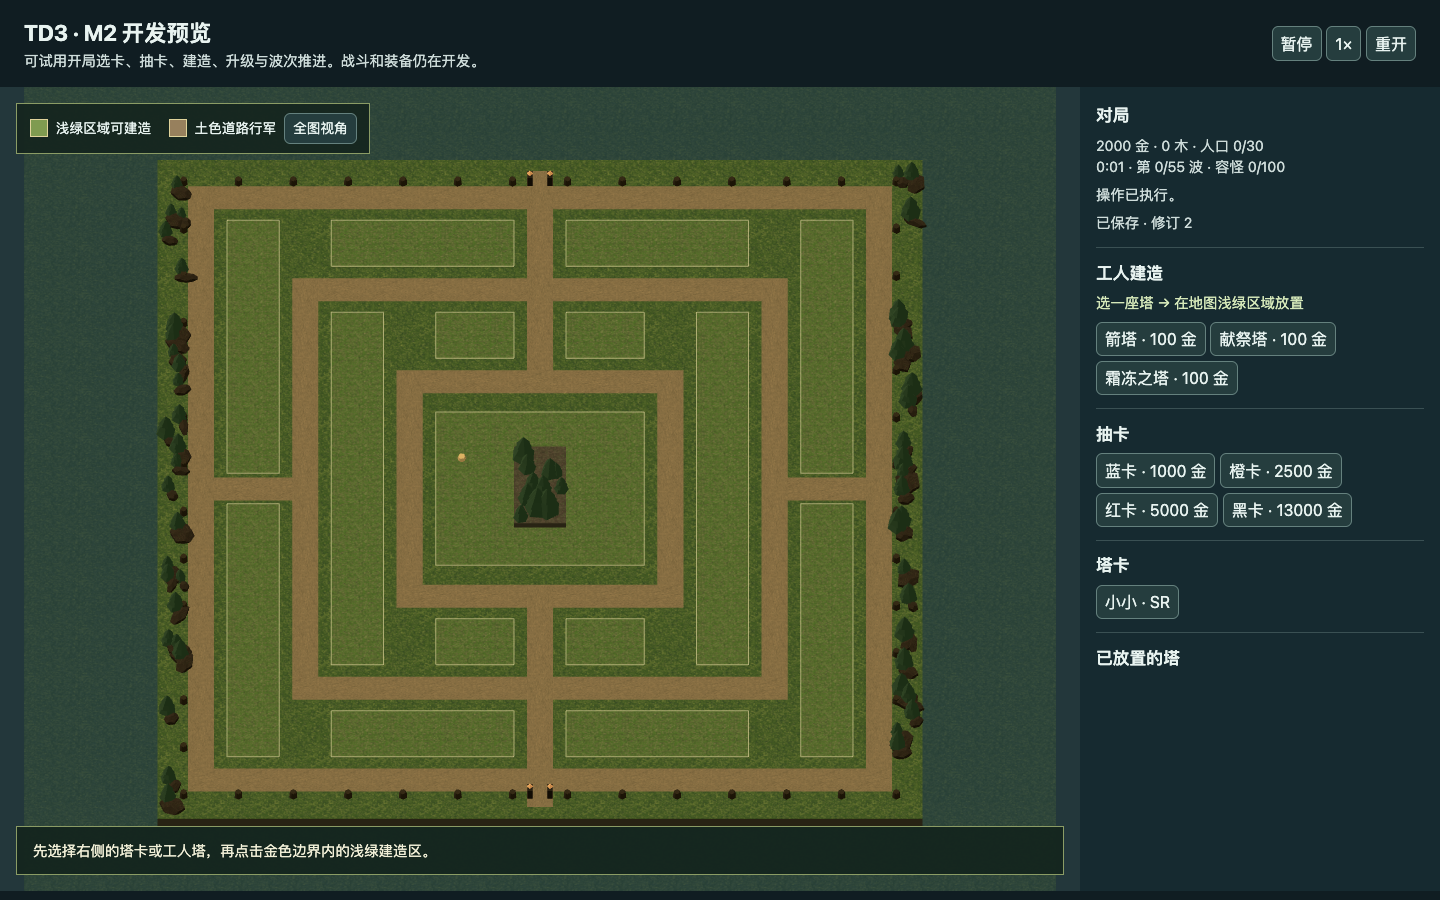 TD3 · M2 开发预览
可试用开局选卡、抽卡、建造、升级与波次推进。战斗和装备仍在开发。
暂停 1× 重开
浅绿区域可建造 土色道路行军 全图视角
对局
2000 金 · 0 木 · 人口 0/30
0:01 · 第 0/55 波 · 容怪 0/100
操作已执行。
已保存 · 修订 2
工人建造
选一座塔 → 在地图浅绿区域放置
箭塔 · 100 金 献祭塔 · 100 金
霜冻之塔 · 100 金
抽卡
蓝卡 · 1000 金 橙卡 · 2500 金
红卡 · 5000 金 黑卡 · 13000 金
塔卡
小小 · SR
已放置的塔
先选择右侧的塔卡或工人塔，再点击金色边界内的浅绿建造区。